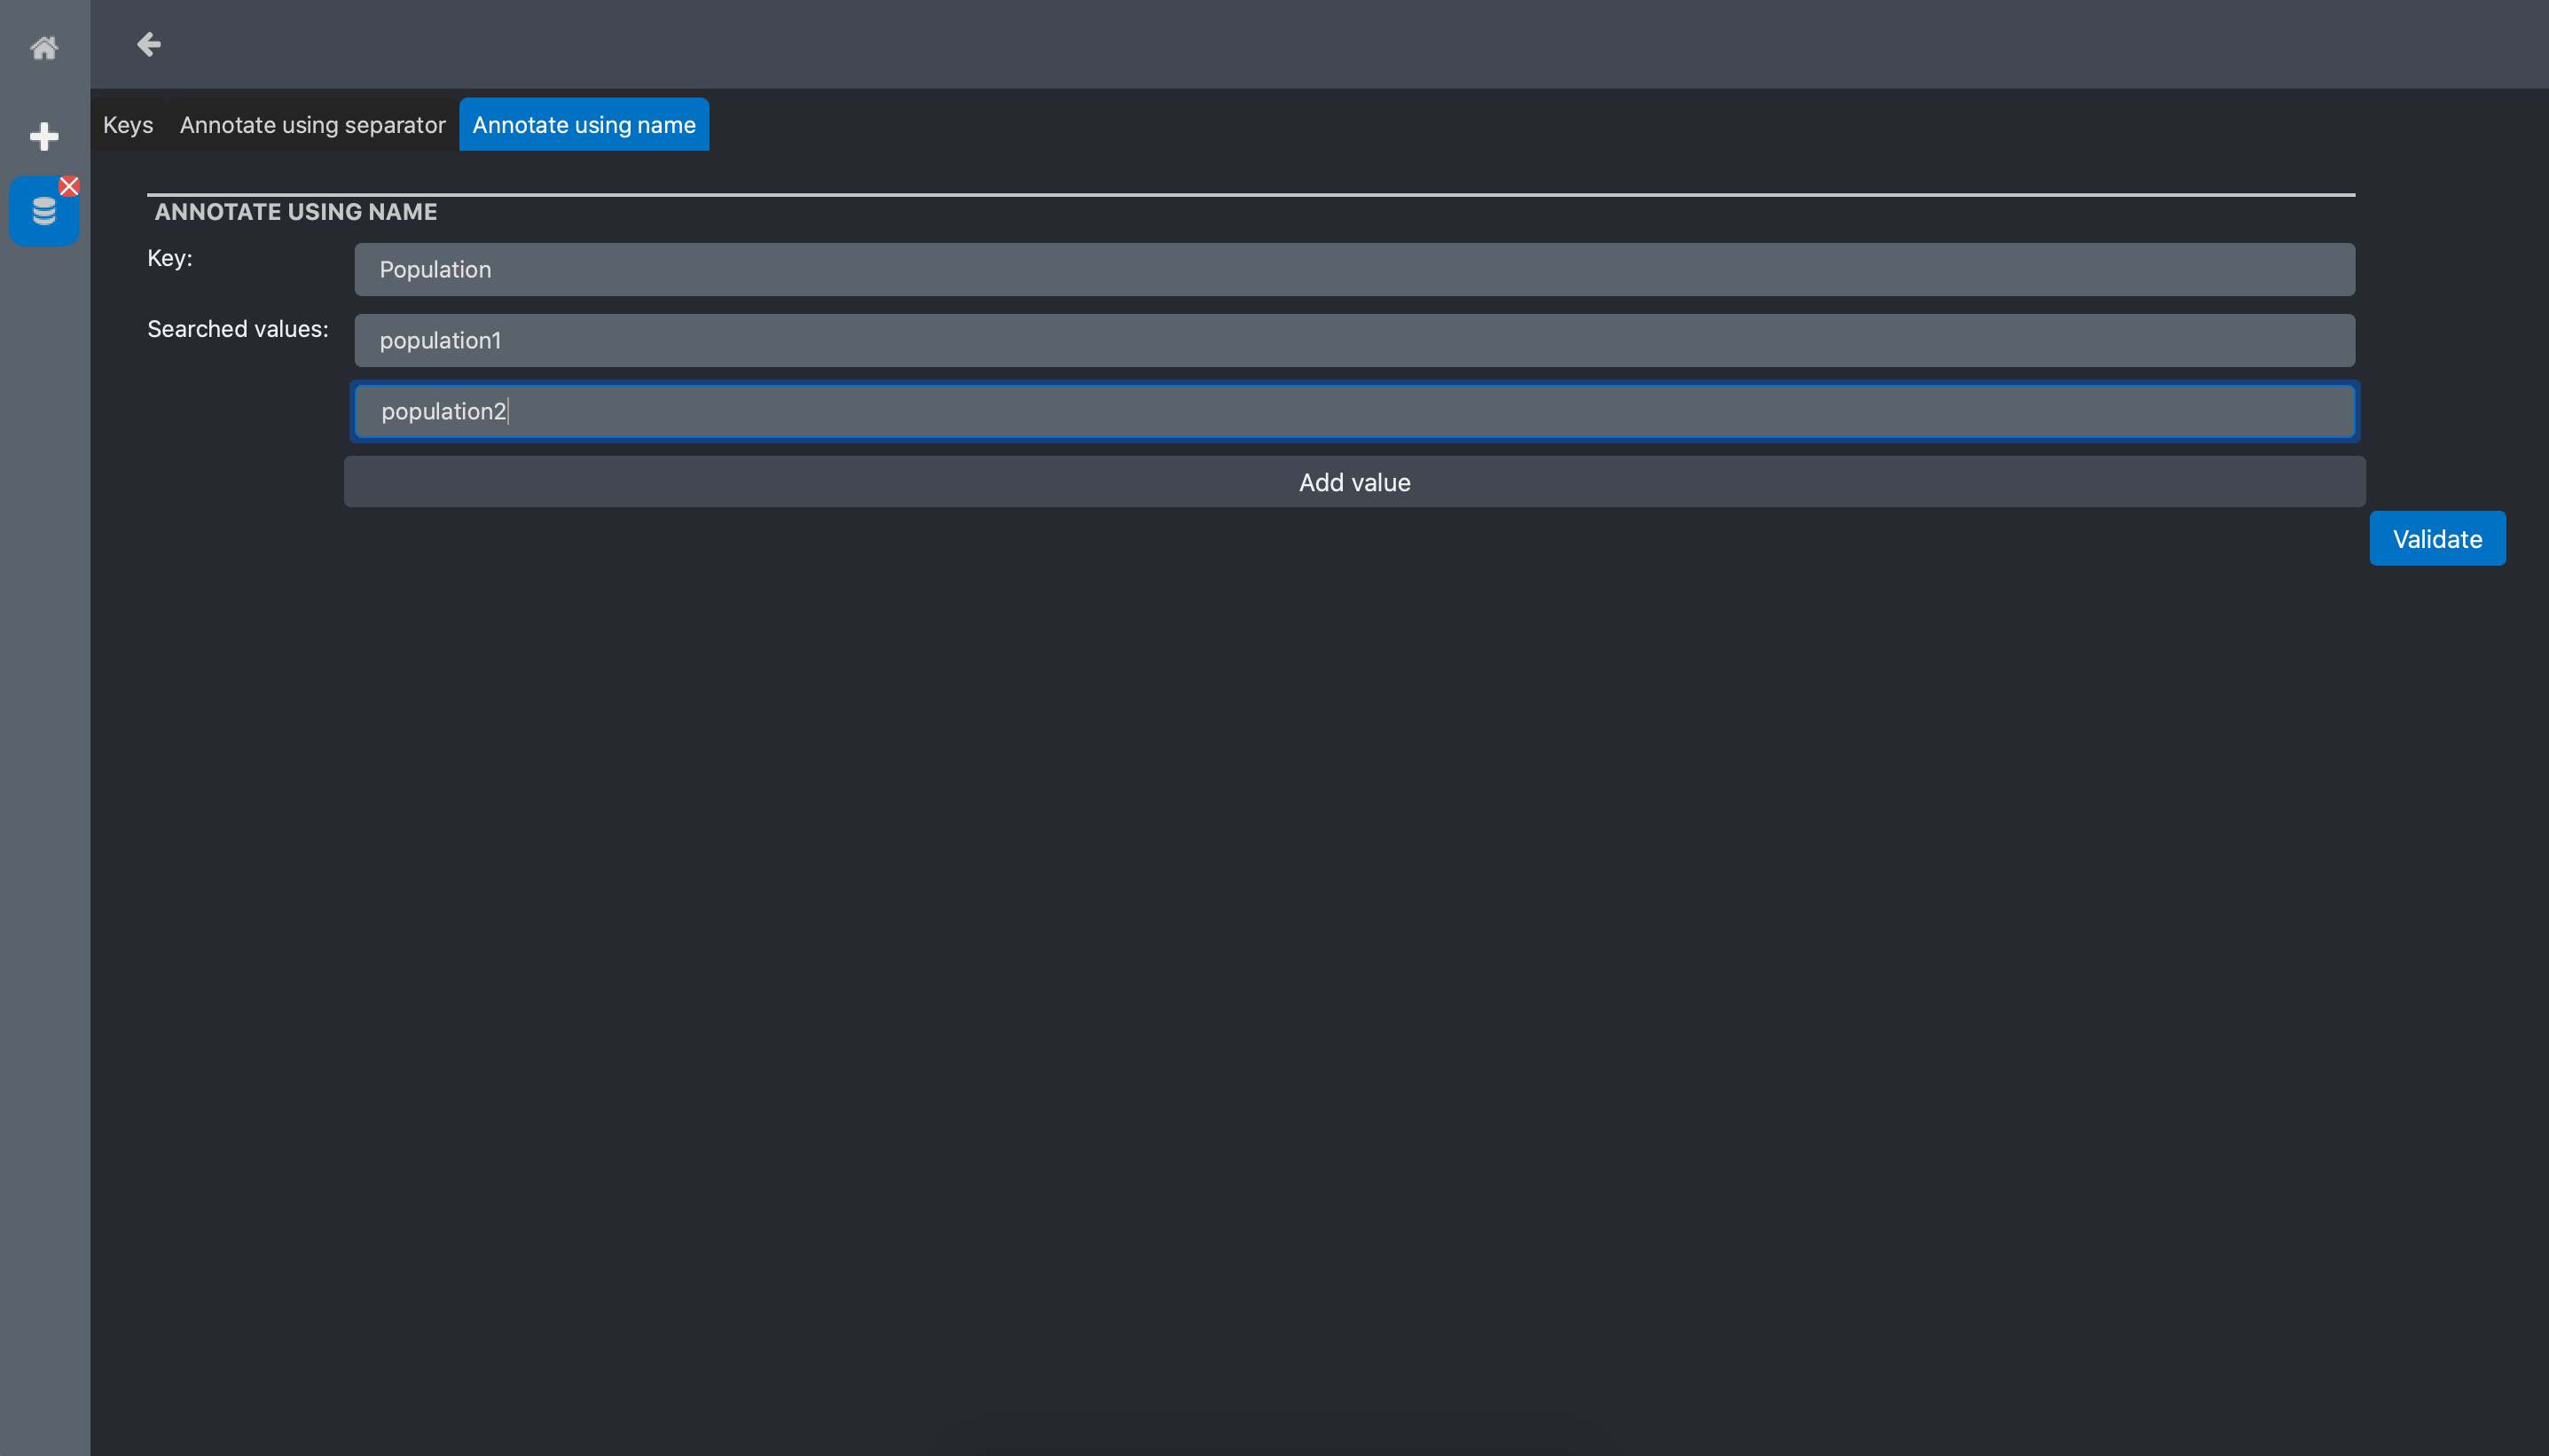 Keys Annotate using separator Annotate using name
ANNOTATE USING NAME
Key: Population
Searched values: population1
population2
Add value
Validate